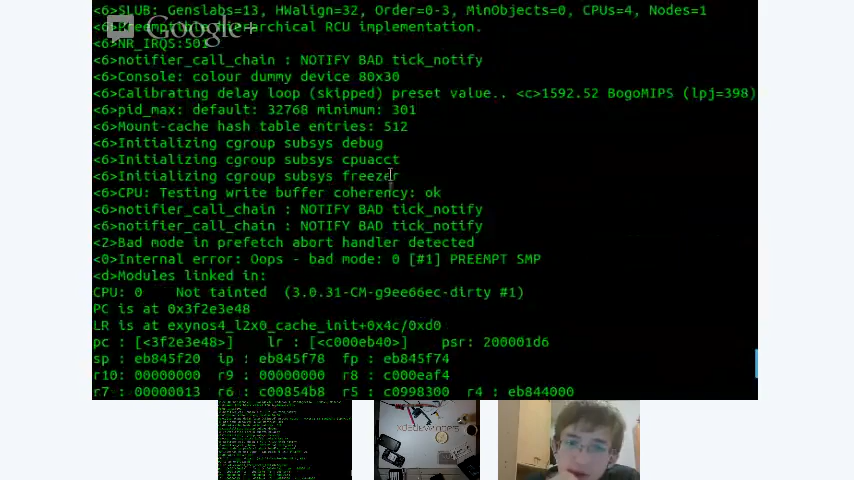 <6>SLUB: Genslabs=13, HWalign=32, Order=0-3, MinObjects=0, CPUs=4, Nodes=1
<6>Preemptible hierarchical RCU implementation.
Google+
<6>NR_IRQS:501
<6>notifier_call_chain : NOTIFY BAD tick_notify
<6>Console: colour dummy device 80x30
<6>Calibrating delay loop (skipped) preset value.. <c>1592.52 BogoMIPS (lpj=398)
<6>pid_max: default: 32768 minimum: 301
<6>Mount-cache hash table entries: 512
<6>Initializing cgroup subsys debug
<6>Initializing cgroup subsys cpuacct
<6>Initializing cgroup subsys freezer
<6>CPU: Testing write buffer coherency: ok
<6>notifier_call_chain : NOTIFY BAD tick_notify
<6>notifier_call_chain : NOTIFY BAD tick_notify
<2>Bad mode in prefetch abort handler detected
<0>Internal error: Oops - bad mode: 0 [#1] PREEMPT SMP
<d>Modules linked in:
CPU: 0    Not tainted  (3.0.31-CM-g9ee66ec-dirty #1)
PC is at 0x3f2e3e48
LR is at exynos4_l2x0_cache_init+0x4c/0xd0
pc : [<3f2e3e48>]    lr : [<c000eb40>]    psr: 200001d6
sp : eb845f20  ip : eb845f78  fp : eb845f74
r10: 00000000  r9 : 00000000  r8 : c000eaf4
r7 : 00000013  r6 : c00854b8  r5 : c0998300  r4 : eb844000
xdadevelopers